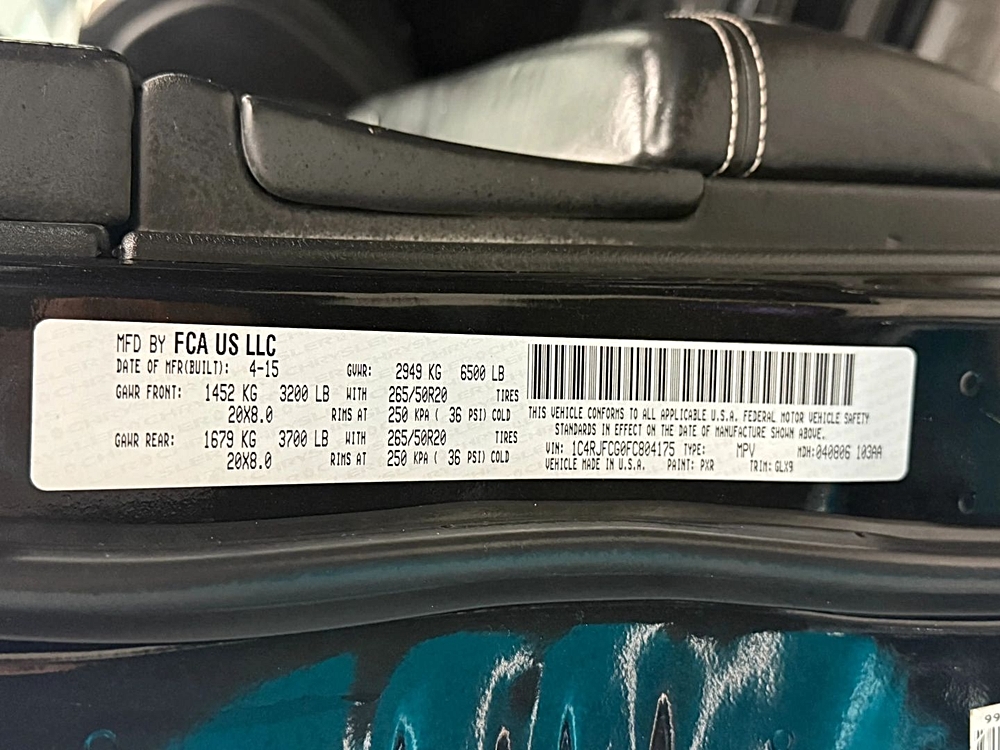 MFD BY FCA US LLC
DATE OF MFR(BUILT): 4-15 GVWR: 2949 KG 6500 LB
GAWR FRONT: 1452 KG 3200 LB WITH 265/50R20 TIRES
20X8.0 RIMS AT 250 KPA ( 36 PSI) COLD
GAWR REAR: 1679 KG 3700 LB WITH 265/50R20 TIRES
20X8.0 RIMS AT 250 KPA ( 36 PSI) COLD
THIS VEHICLE CONFORMS TO ALL APPLICABLE U.S.A. FEDERAL MOTOR VEHICLE SAFETY
STANDARDS IN EFFECT ON THE DATE OF MANUFACTURE SHOWN ABOVE.
VIN: 1C4RJFCG0FC804175 TYPE: MPV MDH:040806 103AA
VEHICLE MADE IN U.S.A. PAINT: PXR TRIM: GLX9
99